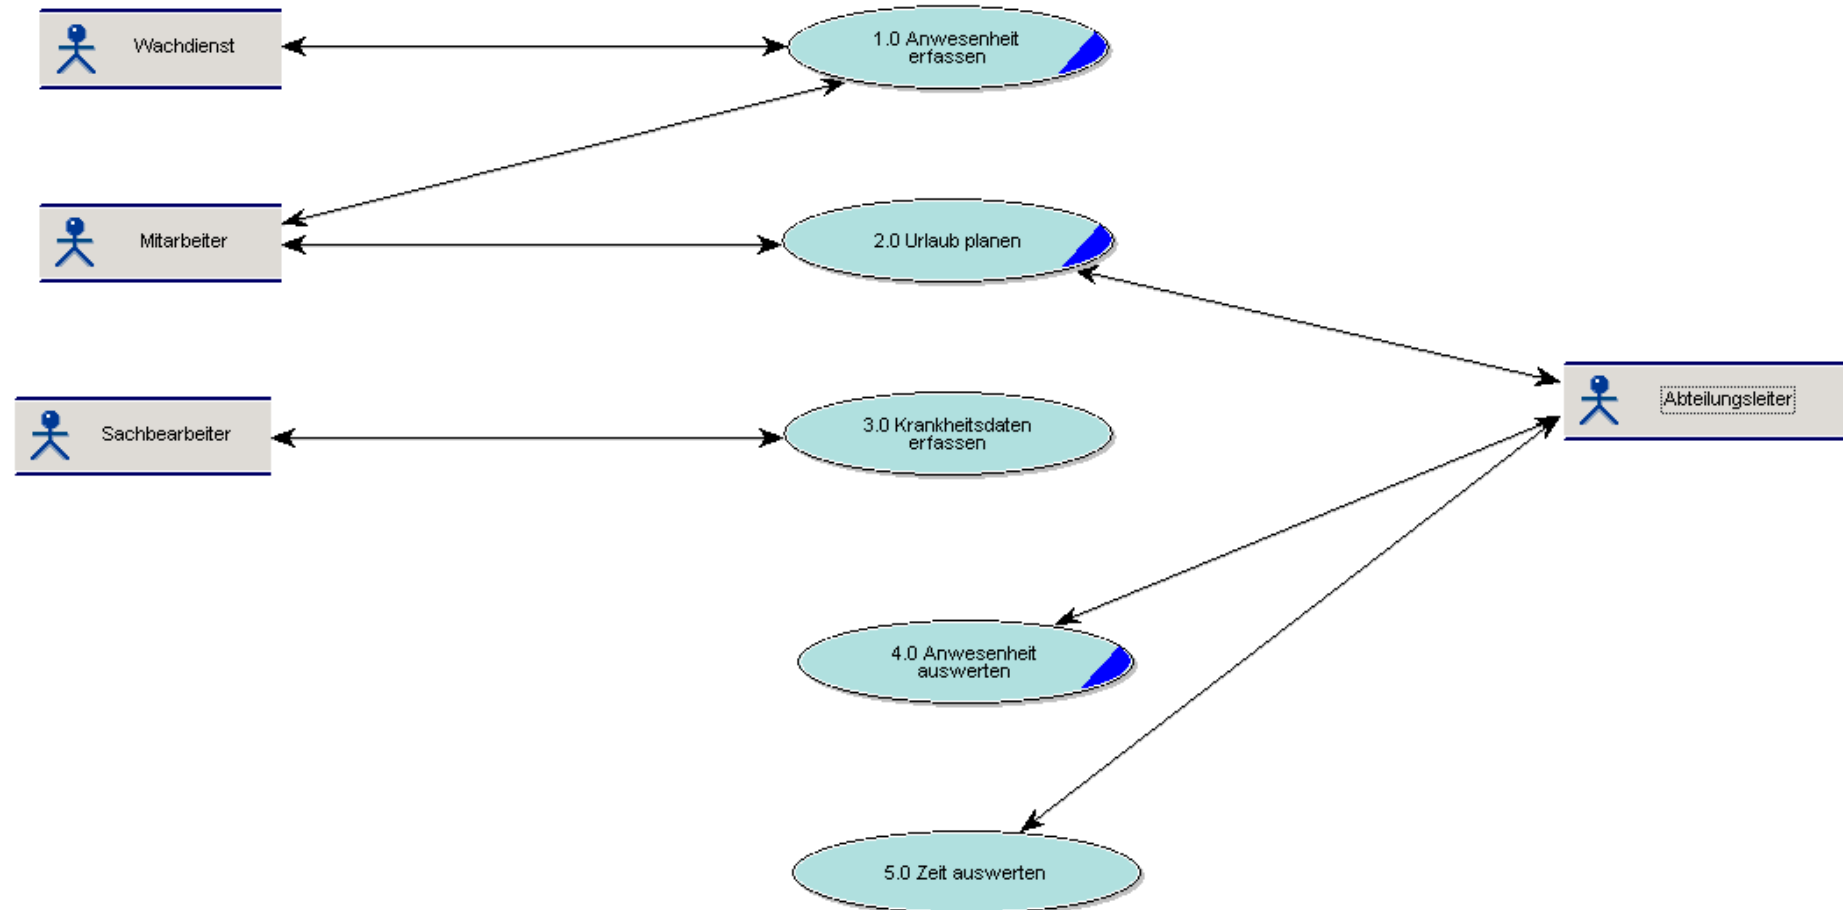 Wachdienst
1.0 Anwesenheit
erfassen
Mitarbeiter
2.0 Urlaub planen
Abteilungsleiter
Sachbearbeiter
3.0 Krankheitsdaten
erfassen
4.0 Anwesenheit
auswerten
5.0 Zeit auswerten